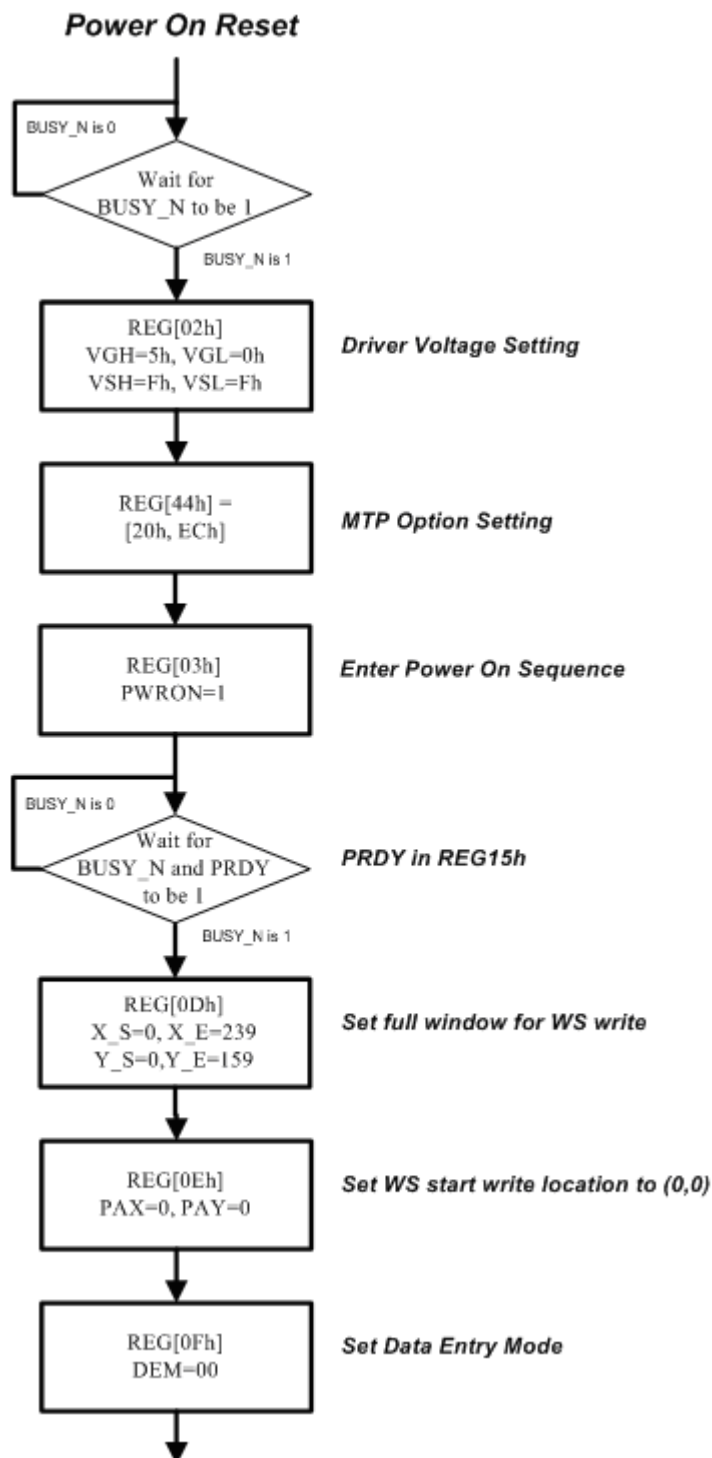 Power On Reset
BUSY_N is 0
Wait for
BUSY_N to be 1
BUSY_N is 1
REG[02h]
VGH=5h, VGL=0h
VSH=Fh, VSL=Fh
Driver Voltage Setting
REG[44h] =
[20h, ECh]
MTP Option Setting
REG[03h]
PWRON=1
Enter Power On Sequence
BUSY_N is 0
Wait for
BUSY_N and PRDY
to be 1
PRDY in REG15h
BUSY_N is 1
REG[0Dh]
X_S=0, X_E=239
Y_S=0,Y_E=159
Set full window for WS write
REG[0Eh]
PAX=0, PAY=0
Set WS start write location to (0,0)
REG[0Fh]
DEM=00
Set Data Entry Mode